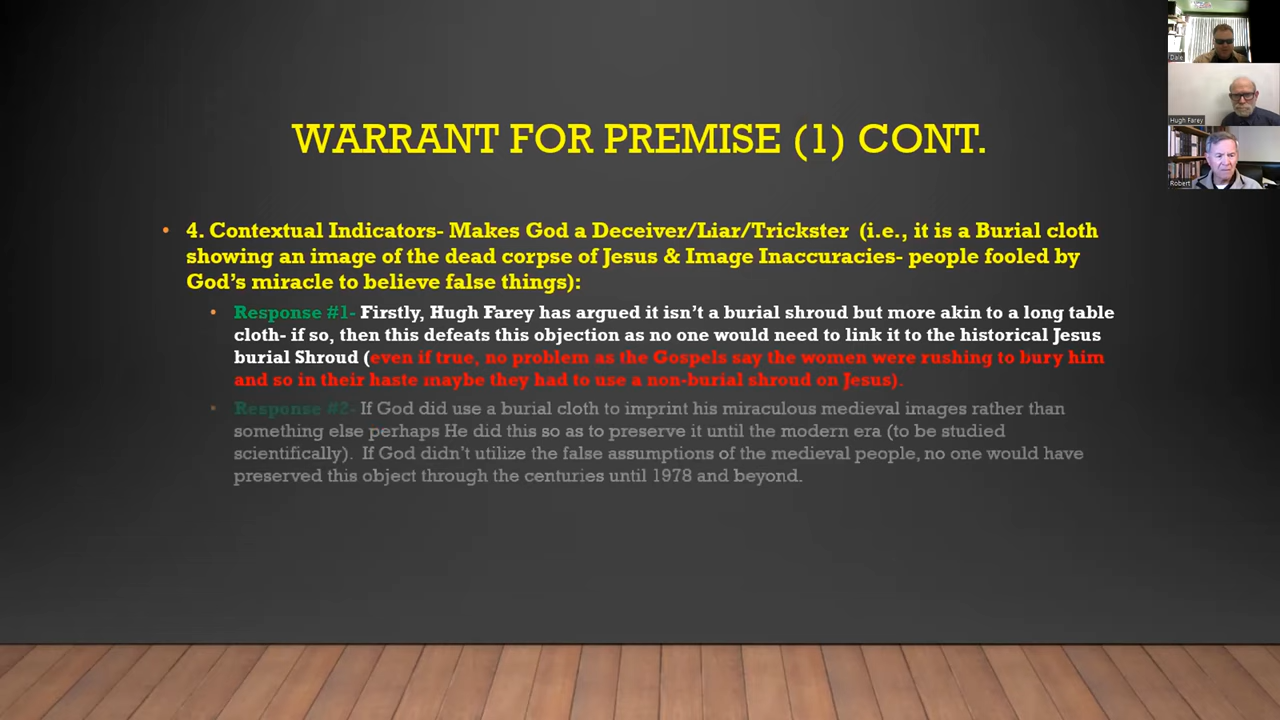 WARRANT FOR PREMISE (1) CONT.
• 4. Contextual Indicators- Makes God a Deceiver/Liar/Trickster (i.e., it is a Burial cloth
showing an image of the dead corpse of Jesus & Image Inaccuracies- people fooled by
God's miracle to believe false things):
• Response #1- Firstly, Hugh Farey has argued it isn't a burial shroud but more akin to a long table
cloth- if so, then this defeats this objection as no one would need to link it to the historical Jesus
burial Shroud (even if true, no problem as the Gospels say the women were rushing to bury him
and so in their haste maybe they had to use a non-burial shroud on Jesus).
• Response #2- If God did use a burial cloth to imprint his miraculous medieval images rather than
something else perhaps He did this so as to preserve it until the modern era (to be studied
scientifically). If God didn't utilize the false assumptions of the medieval people, no one would have
preserved this object through the centuries until 1978 and beyond.
Dale
Hugh Farey
Robert